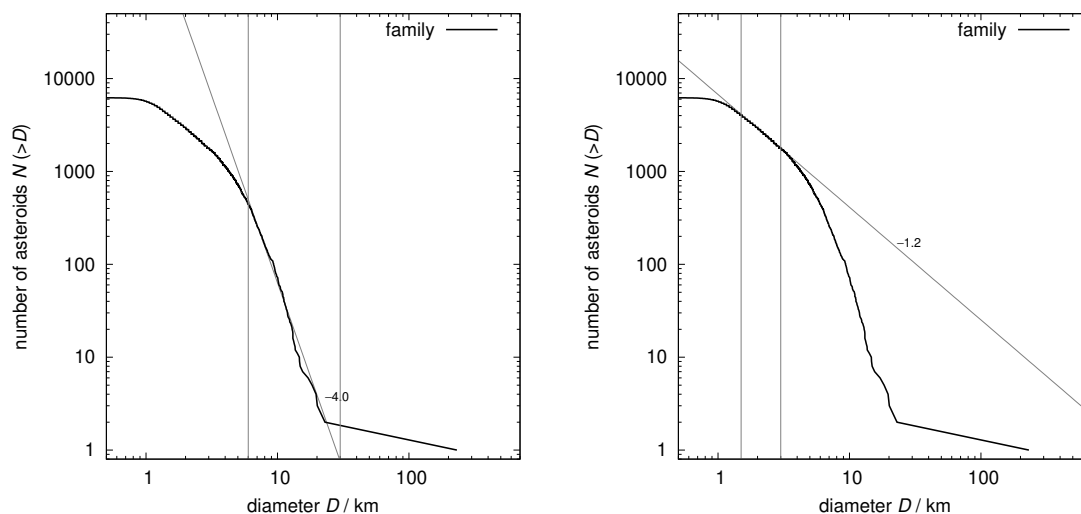 family
10000
1000
100
10
1
number of asteroids N (>D)
−4.0
1 10 100
diameter D / km
family
10000
1000
100
10
1
number of asteroids N (>D)
−1.2
1 10 100
diameter D / km